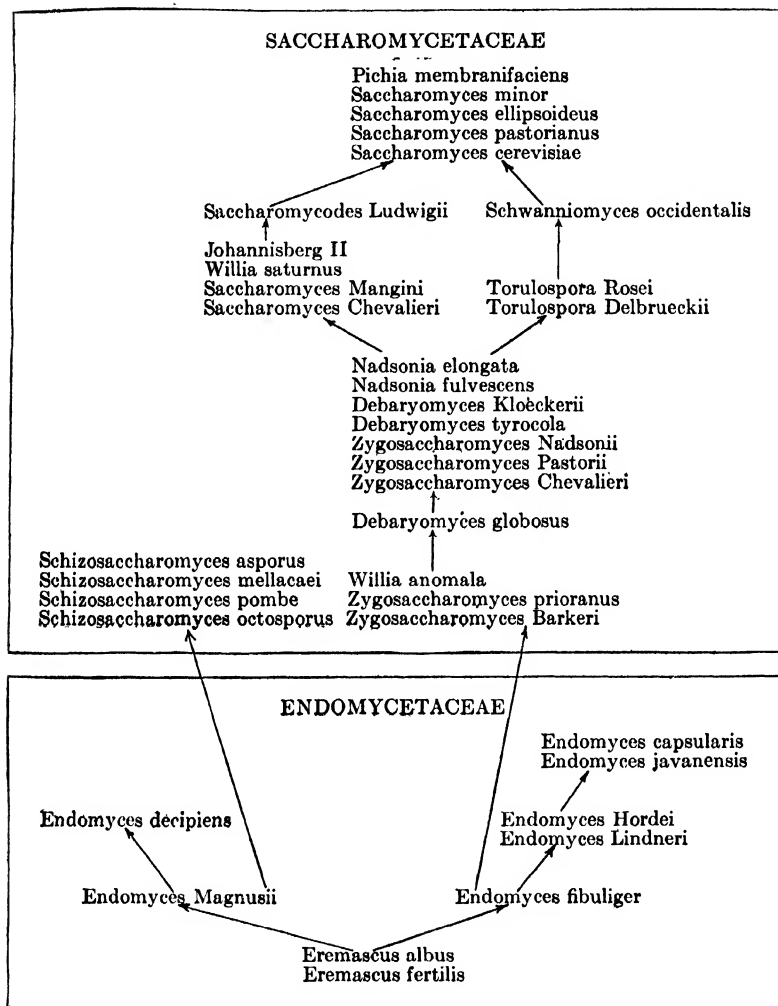 SACCHAROMYCETACEAE
Pichia membranifaciens
Saccharomyces minor
Saccharomyces ellipsoideus
Saccharomyces pastorianus
Saccharomyces cerevisiae
Saccharomycodes Ludwigii
Schwanniomyces occidentalis
Johannisberg II
Willia saturnus
Saccharomyces Mangini
Saccharomyces Chevalieri
Torulospora Rosei
Torulospora Delbrueckii
Nadsonia elongata
Nadsonia fulvescens
Debaryomyces Kloeckerii
Debaryomyces tyrocola
Zygosaccharomyces Nadsonii
Zygosaccharomyces Pastorii
Zygosaccharomyces Chevalieri
Debaryomyces globosus
Schizosaccharomyces asporus
Schizosaccharomyces mellacaei
Schizosaccharomyces pombe
Schizosaccharomyces octosporus
Willia anomala
Zygosaccharomyces prioranus
Zygosaccharomyces Barkeri
ENDOMYCETACEAE
Endomyces capsularis
Endomyces javanensis
Endomyces decipiens
Endomyces Hordei
Endomyces Lindneri
Endomyces Magnusii
Endomyces fibuliger
Eremascus albus
Eremascus fertilis